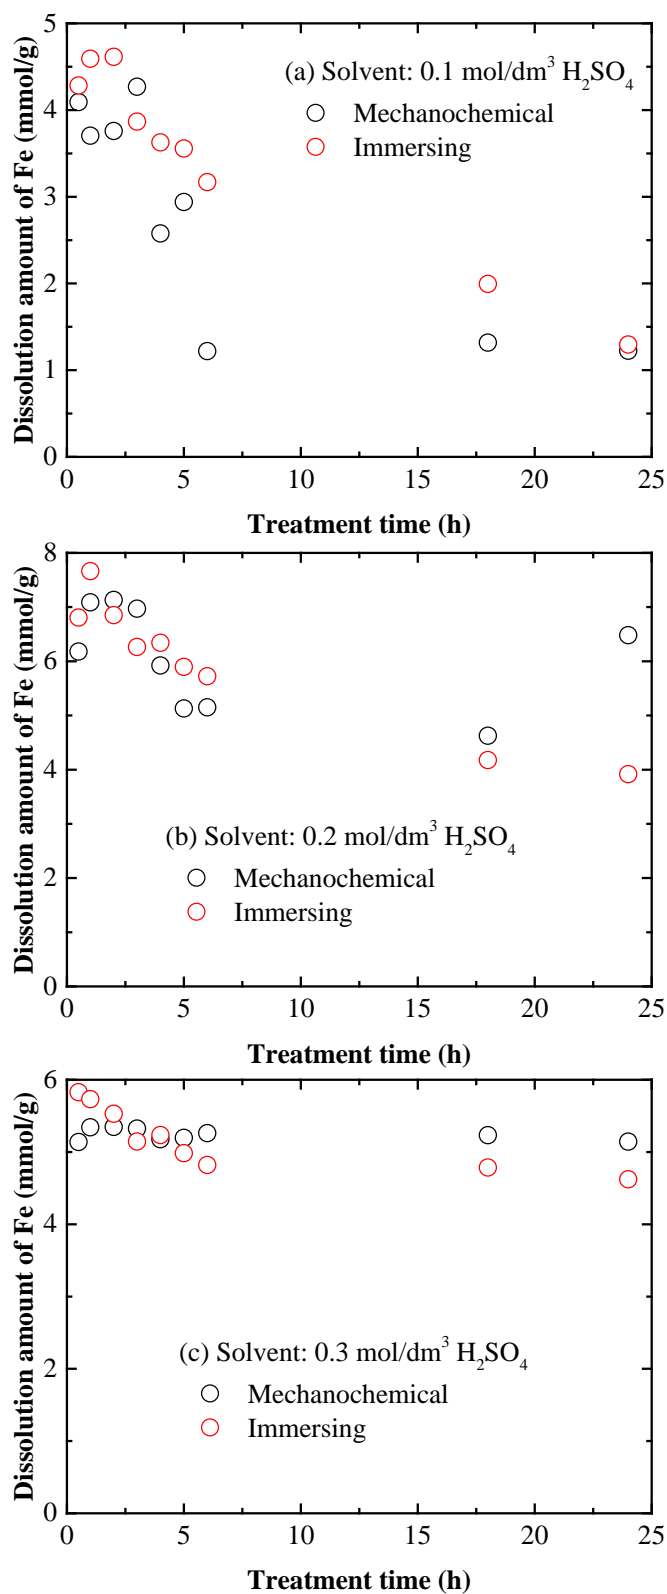 5
4
3
2
1
0
Dissolution amount of Fe (mmol/g)
(a) Solvent: 0.1 mol/dm³ H₂SO₄
Mechanochemical
Immersing
0 5 10 15 20 25
Treatment time (h)
8
6
4
2
0
Dissolution amount of Fe (mmol/g)
(b) Solvent: 0.2 mol/dm³ H₂SO₄
Mechanochemical
Immersing
0 5 10 15 20 25
Treatment time (h)
6
4
2
0
Dissolution amount of Fe (mmol/g)
(c) Solvent: 0.3 mol/dm³ H₂SO₄
Mechanochemical
Immersing
0 5 10 15 20 25
Treatment time (h)